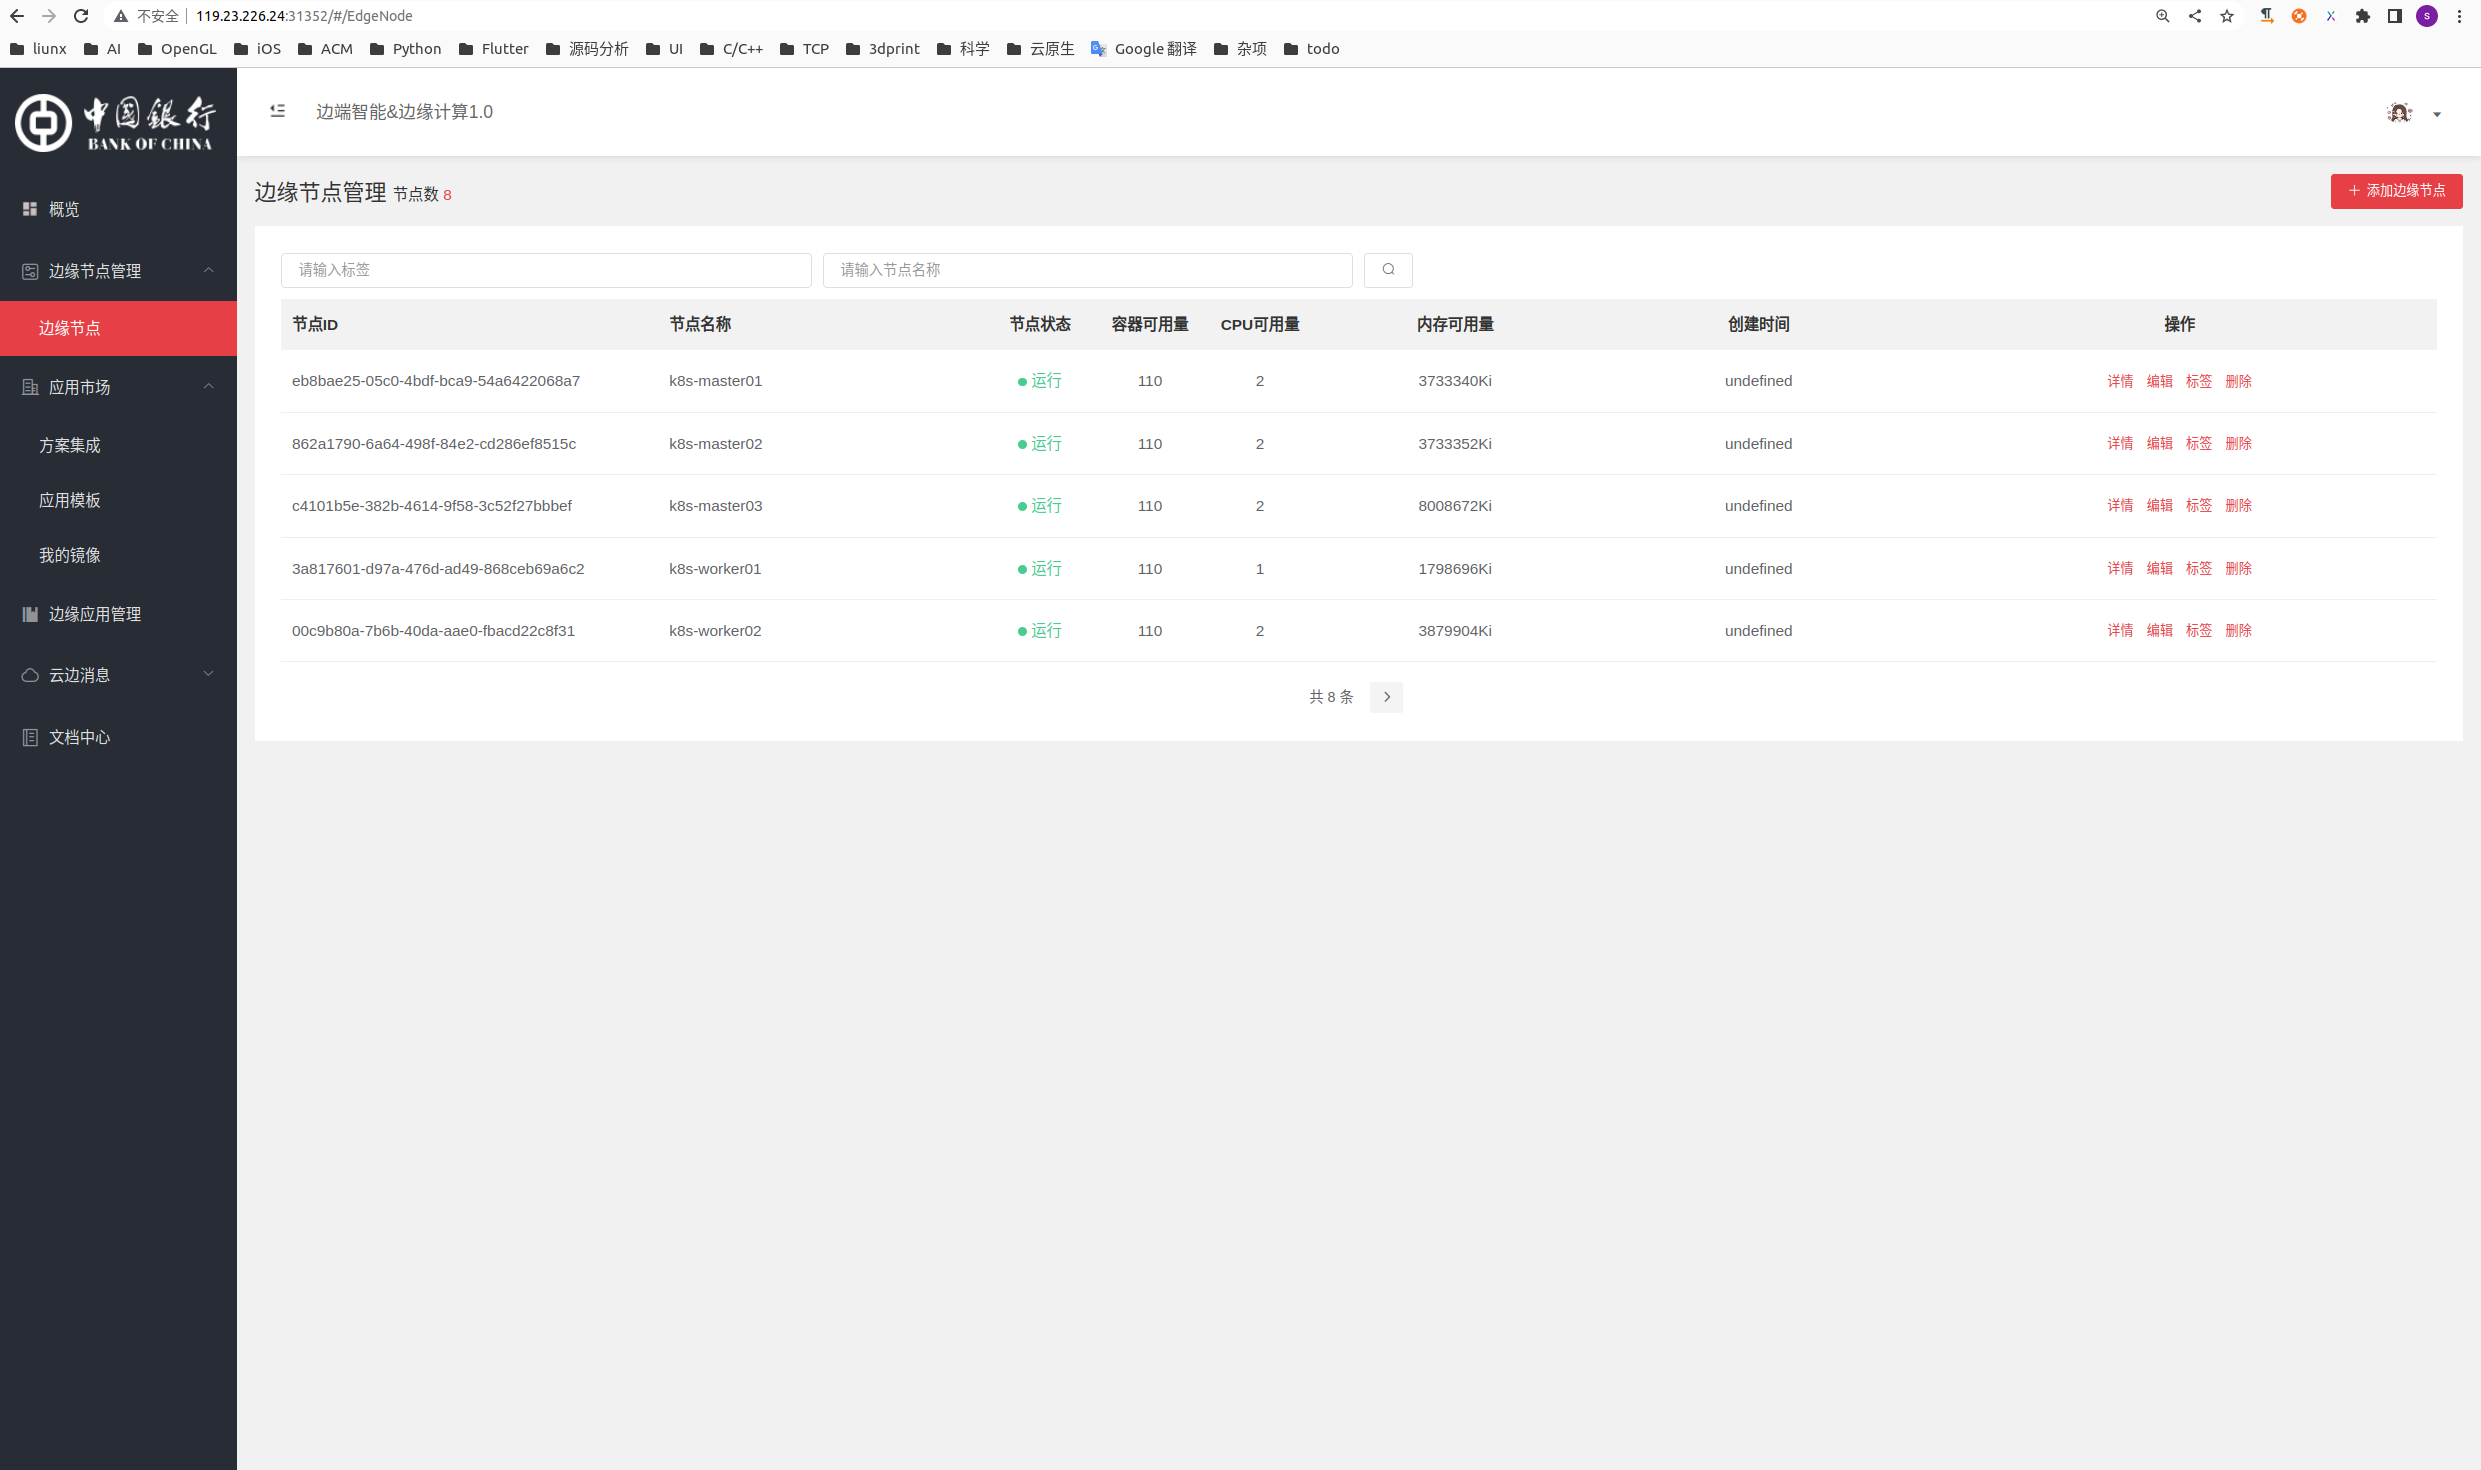 不安全 119.23.226.24:31352/#/EdgeNode
S
liunx AI OpenGL iOS ACM Python Flutter 源码分析 UI C/C++ TCP 3dprint 科学 云原生 Google 翻译 杂项 todo
中國銀行
BANK OF CHINA
边端智能&边缘计算1.0
概览
边缘节点管理
边缘节点
应用市场
方案集成
应用模板
我的镜像
边缘应用管理
云边消息
文档中心
边缘节点管理 节点数 8
添加边缘节点
请输入标签 请输入节点名称
节点ID 节点名称 节点状态 容器可用量 CPU可用量 内存可用量 创建时间 操作
eb8bae25-05c0-4bdf-bca9-54a6422068a7 k8s-master01 运行 110 2 3733340Ki undefined 详情 编辑 标签 删除
862a1790-6a64-498f-84e2-cd286ef8515c k8s-master02 运行 110 2 3733352Ki undefined 详情 编辑 标签 删除
c4101b5e-382b-4614-9f58-3c52f27bbbef k8s-master03 运行 110 2 8008672Ki undefined 详情 编辑 标签 删除
3a817601-d97a-476d-ad49-868ceb69a6c2 k8s-worker01 运行 110 1 1798696Ki undefined 详情 编辑 标签 删除
00c9b80a-7b6b-40da-aae0-fbacd22c8f31 k8s-worker02 运行 110 2 3879904Ki undefined 详情 编辑 标签 删除
共 8 条